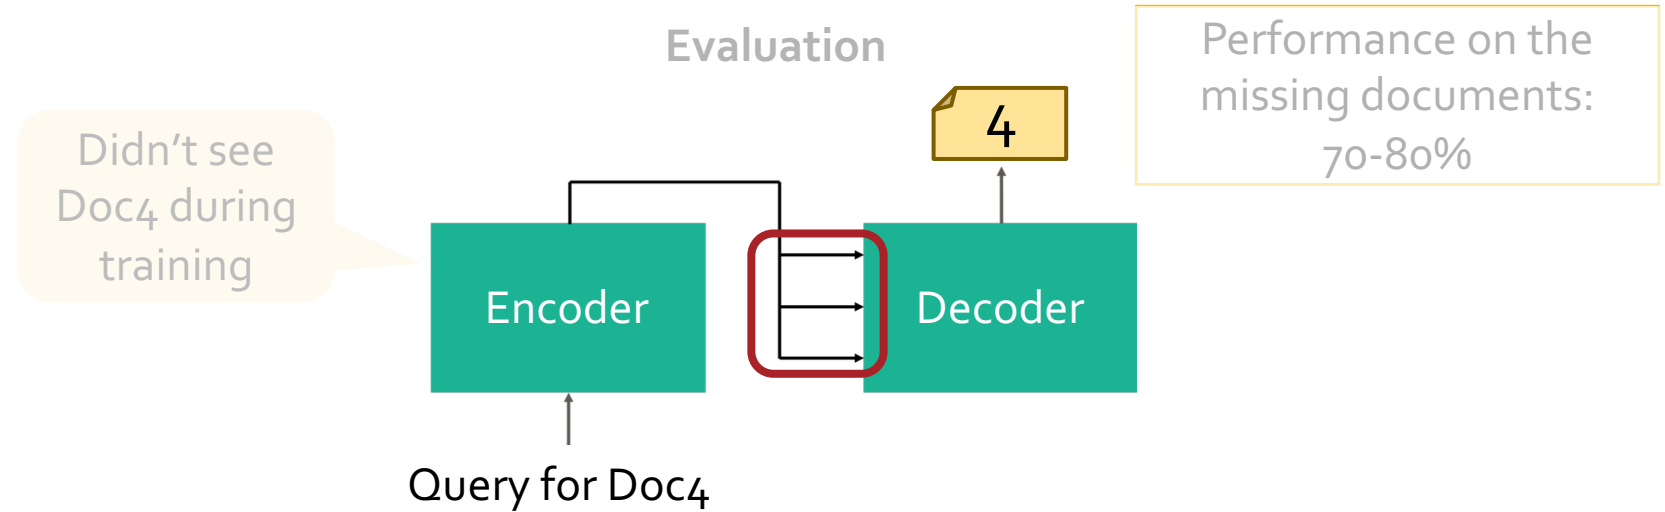 Evaluation
Performance on the
missing documents:
70-80%
4
Didn't see
Doc4 during
training
Encoder
Decoder
Query for Doc4